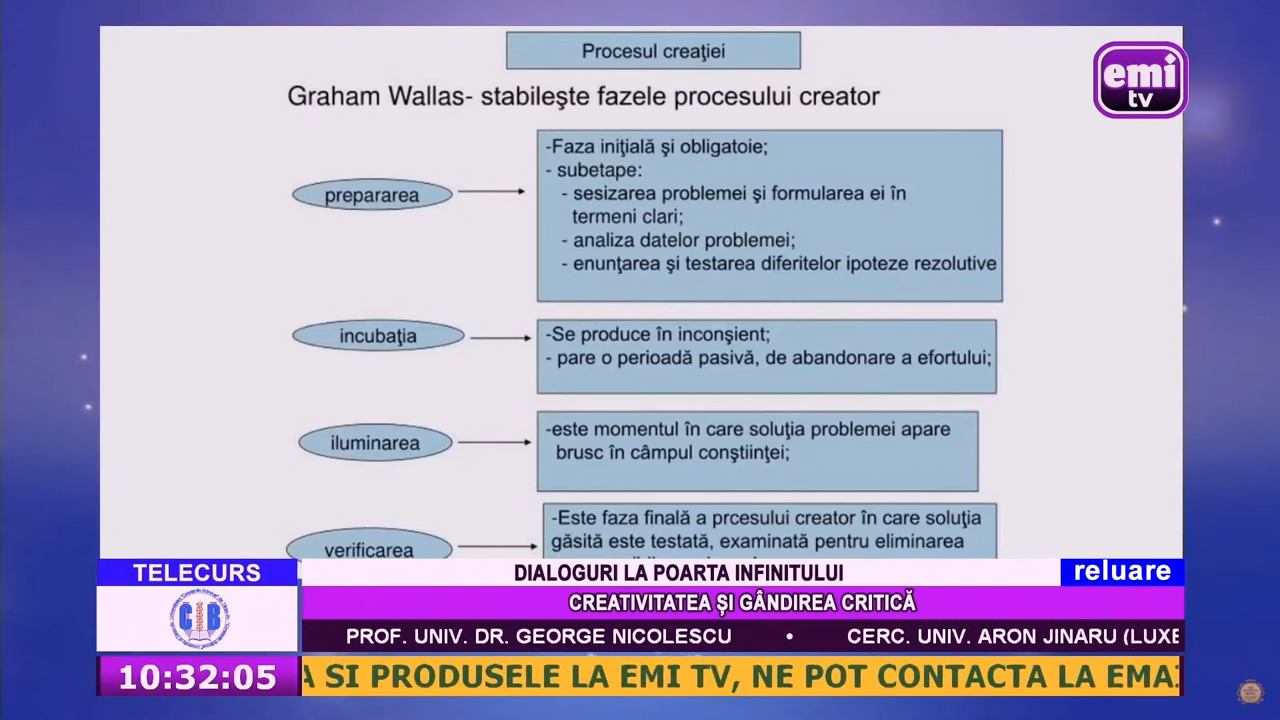 Procesul creaţiei
Graham Wallas- stabileşte fazele procesului creator
prepararea
-Faza iniţială şi obligatoie;
- subetape:
- sesizarea problemei şi formularea ei în
termeni clari;
- analiza datelor problemei;
- enunţarea şi testarea diferitelor ipoteze rezolutive
incubaţia
-Se produce în inconşient;
- pare o perioadă pasivă, de abandonare a efortului;
iluminarea
-este momentul în care soluţia problemei apare
brusc în câmpul conştiinţei;
verificarea
-Este faza finală a prcesului creator în care soluţia
găsită este testată, examinată pentru eliminarea
emi
tv
TELECURS
DIALOGURI LA POARTA INFINITULUI
reluare
CREATIVITATEA ȘI GÂNDIREA CRITICĂ
CB
PROF. UNIV. DR. GEORGE NICOLESCU • CERC. UNIV. ARON JINARU (LUXE
10:32:05
A SI PRODUSELE LA EMI TV, NE POT CONTACTA LA EMA